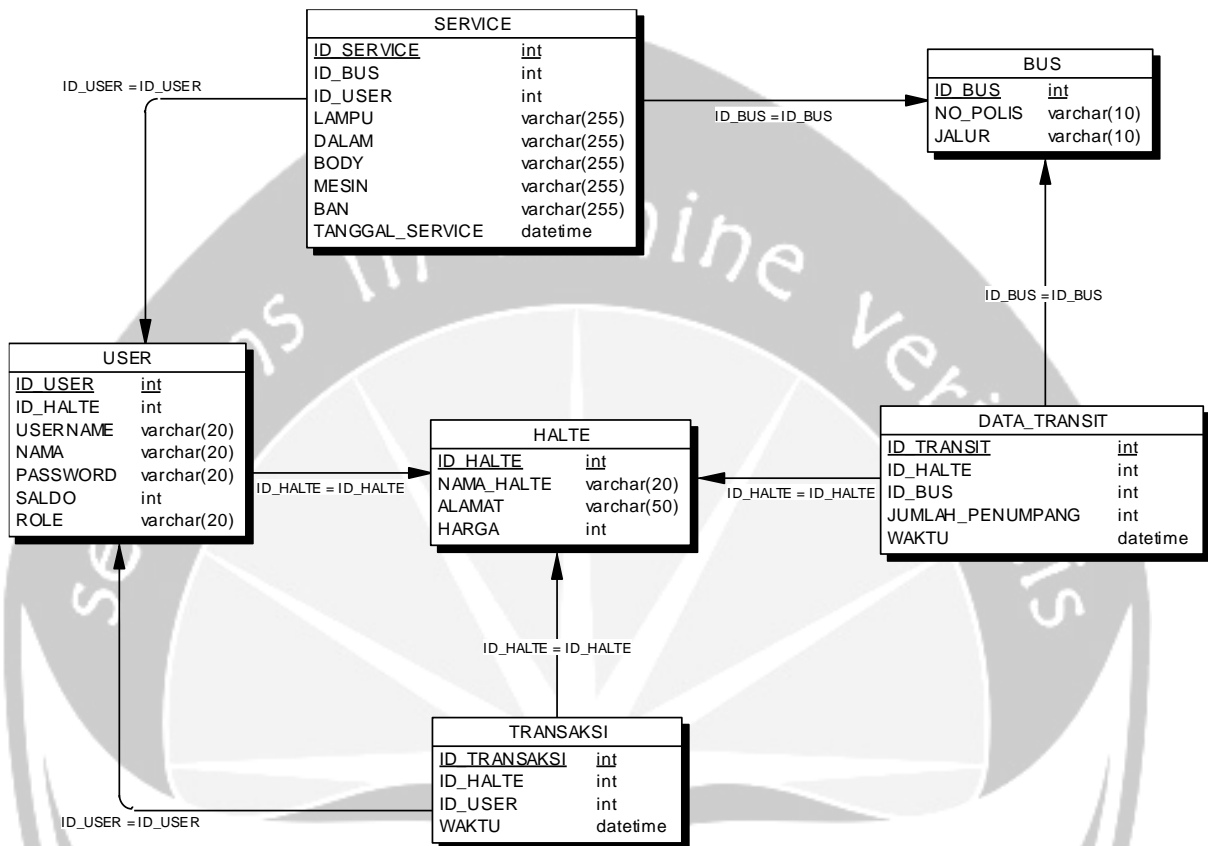 SERVICE
ID_SERVICE int
ID_BUS int
ID_USER int
LAMPU varchar(255)
DALAM varchar(255)
BODY varchar(255)
MESIN varchar(255)
BAN varchar(255)
TANGGAL_SERVICE datetime
ID_USER = ID_USER
ID_BUS = ID_BUS
BUS
ID_BUS int
NO_POLIS varchar(10)
JALUR varchar(10)
ID_BUS = ID_BUS
USER
ID_USER int
ID_HALTE int
USERNAME varchar(20)
NAMA varchar(20)
PASSWORD varchar(20)
SALDO int
ROLE varchar(20)
ID_HALTE = ID_HALTE
HALTE
ID_HALTE int
NAMA_HALTE varchar(20)
ALAMAT varchar(50)
HARGA int
ID_HALTE = ID_HALTE
DATA_TRANSIT
ID_TRANSIT int
ID_HALTE int
ID_BUS int
JUMLAH_PENUMPANG int
WAKTU datetime
ID_HALTE = ID_HALTE
TRANSAKSI
ID_TRANSAKSI int
ID_HALTE int
ID_USER int
WAKTU datetime
ID_USER = ID_USER